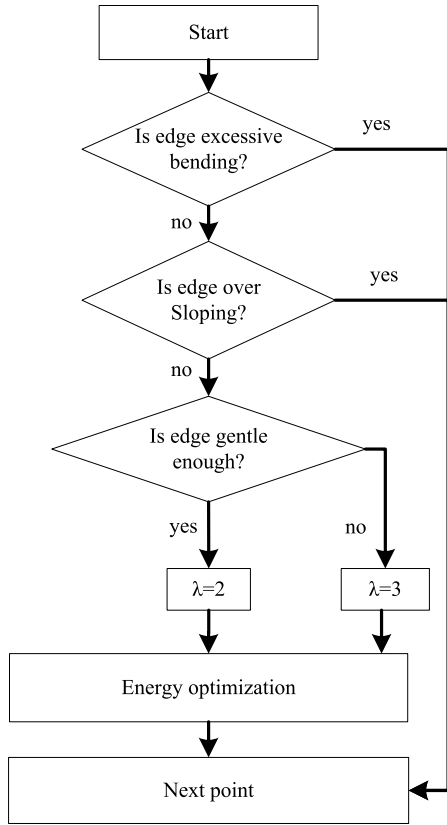 Start
Is edge excessive
bending?
yes
no
Is edge over
Sloping?
yes
no
Is edge gentle
enough?
yes
no
λ=2
λ=3
Energy optimization
Next point